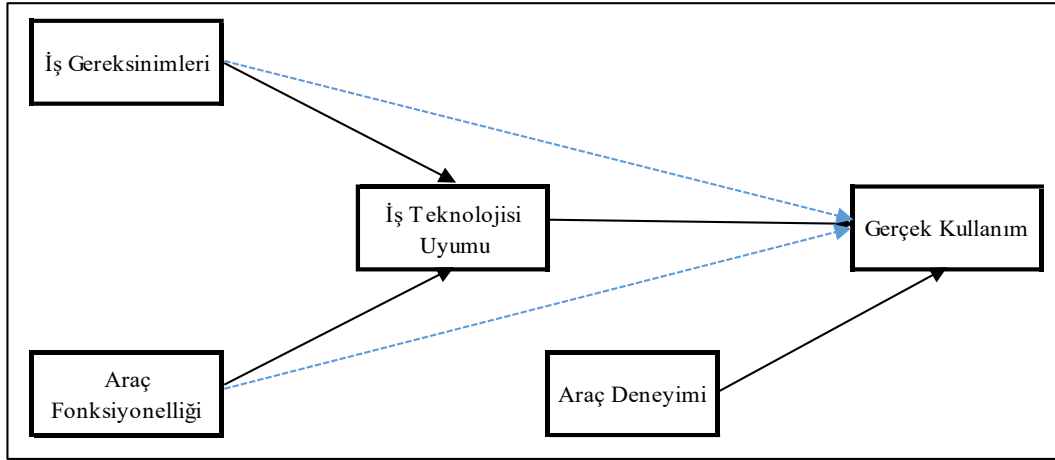 İş Gereksinimleri
İş Teknolojisi
Uyumu
Gerçek Kullanım
Araç
Fonksiyonelliği
Araç Deneyimi